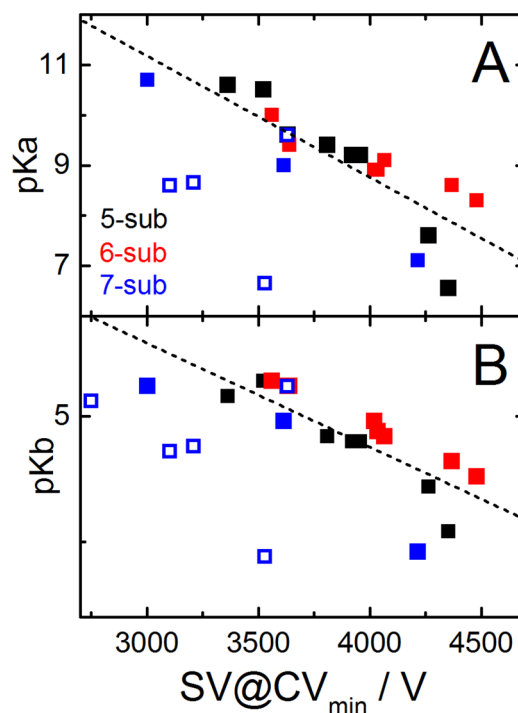 A
11
9
7
pKa
5-sub
6-sub
7-sub
B
5
pKb
3000 3500 4000 4500
SV@CVmin / V